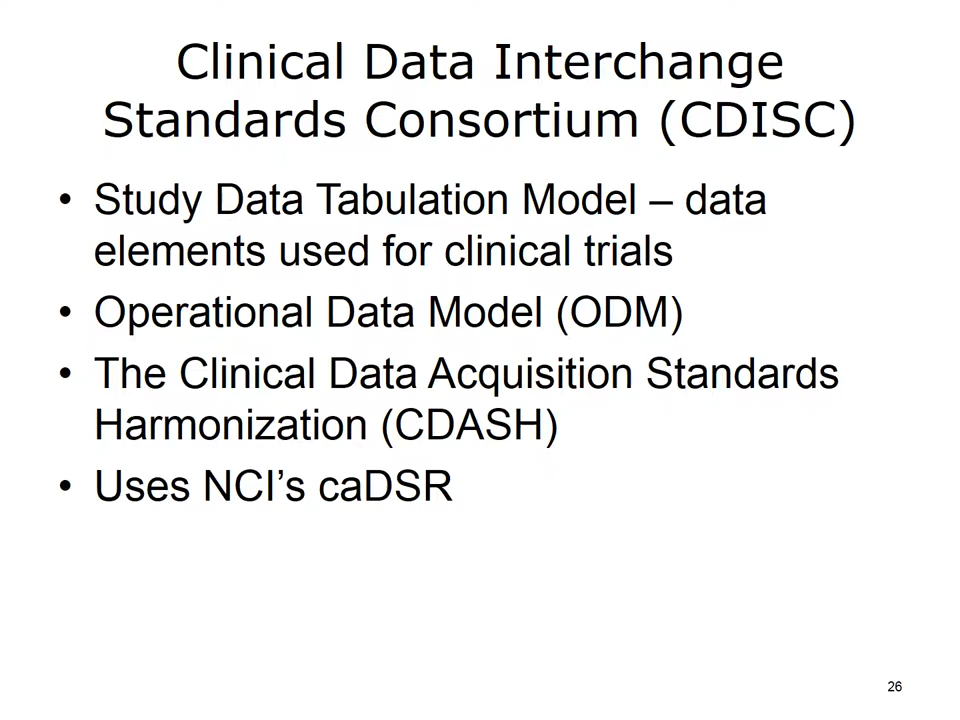 Clinical Data Interchange
Standards Consortium (CDISC)
• Study Data Tabulation Model – data
elements used for clinical trials
• Operational Data Model (ODM)
• The Clinical Data Acquisition Standards
Harmonization (CDASH)
• Uses NCI’s caDSR
26